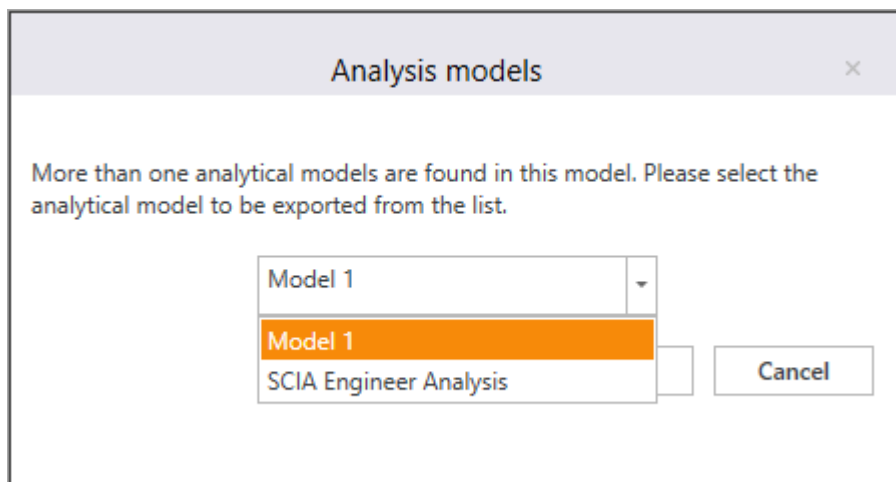 Analysis models
More than one analytical models are found in this model. Please select the
analytical model to be exported from the list.
Model 1
Model 1
SCIA Engineer Analysis
Cancel